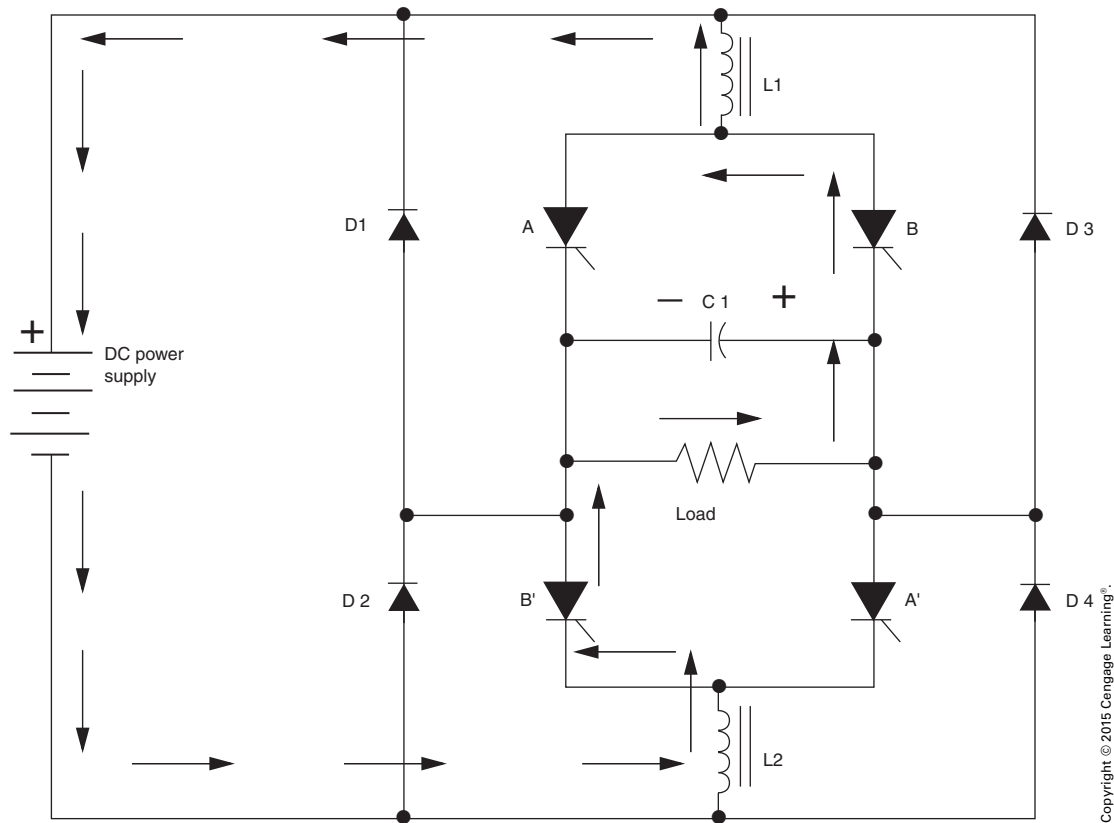 L1
D1
A
B
D 3
− C 1 +
+
DC power
supply
Load
D 2
B'
A'
D 4
L2
Copyright © 2015 Cengage Learning®.